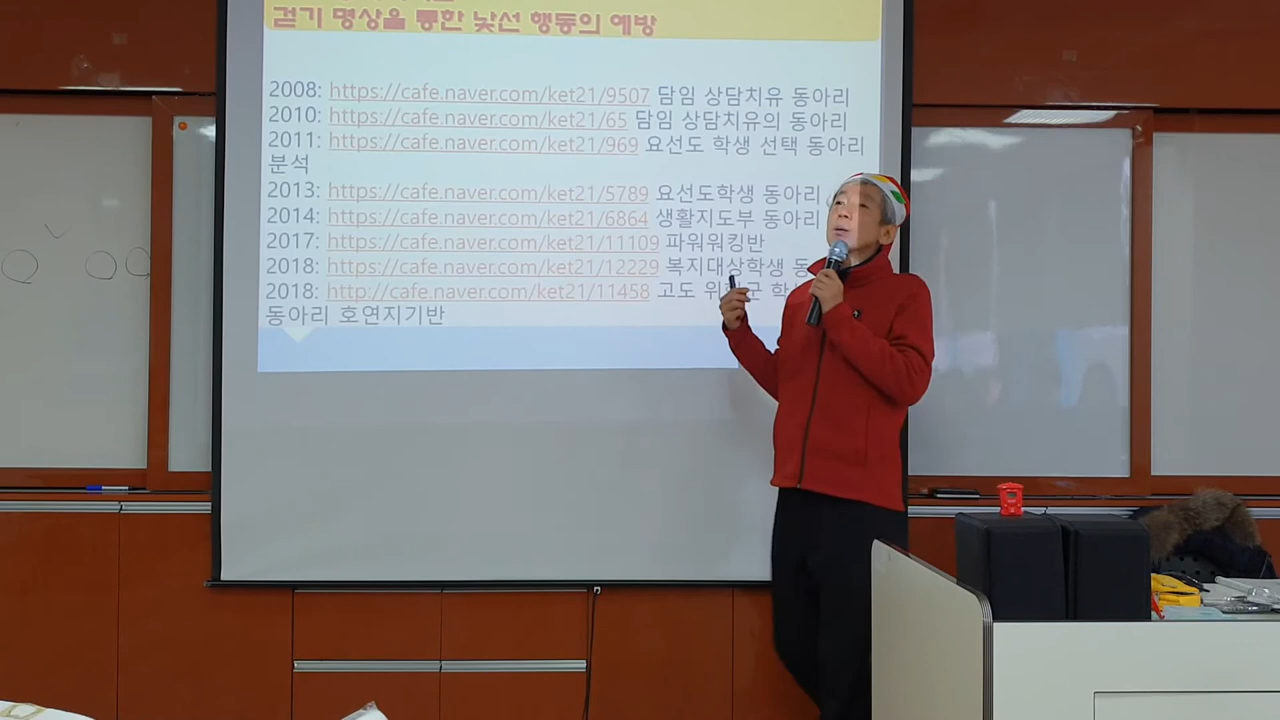 걷기 명상을 통한 낯선 행동의 예방
2008: https://cafe.naver.com/ket21/9507 담임 상담치유 동아리
2010: https://cafe.naver.com/ket21/65 담임 상담치유의 동아리
2011: https://cafe.naver.com/ket21/969 요선도 학생 선택 동아리
분석
2013: https://cafe.naver.com/ket21/5789 요선도학생 동아리
2014: https://cafe.naver.com/ket21/6864 생활지도부 동아리
2017: https://cafe.naver.com/ket21/11109 파워워킹반
2018: https://cafe.naver.com/ket21/12229 복지대상학생 동
2018: http://cafe.naver.com/ket21/11458 고도 위험군 학생
동아리 호연지기반